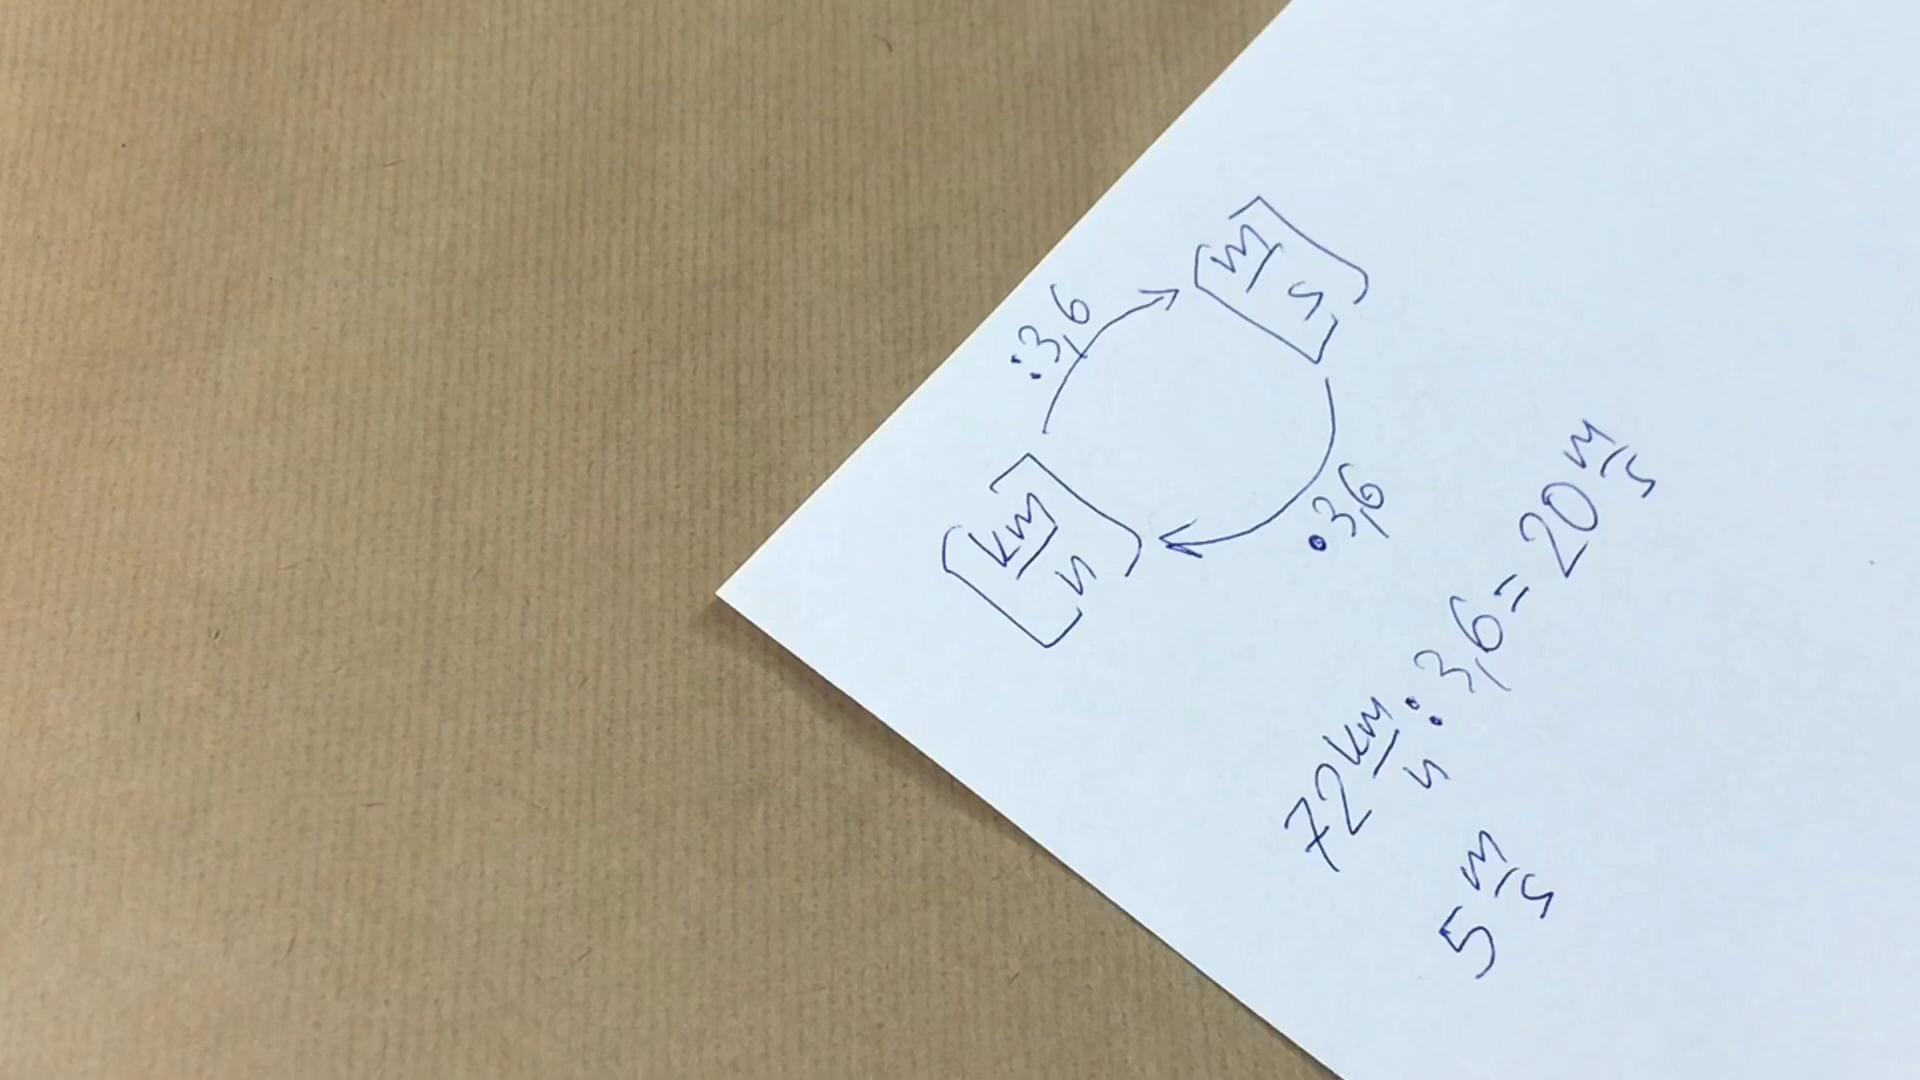 :3,6
[km/h] [m/s]
·3,6
72 km/h :3,6 = 20 m/s
5 m/s